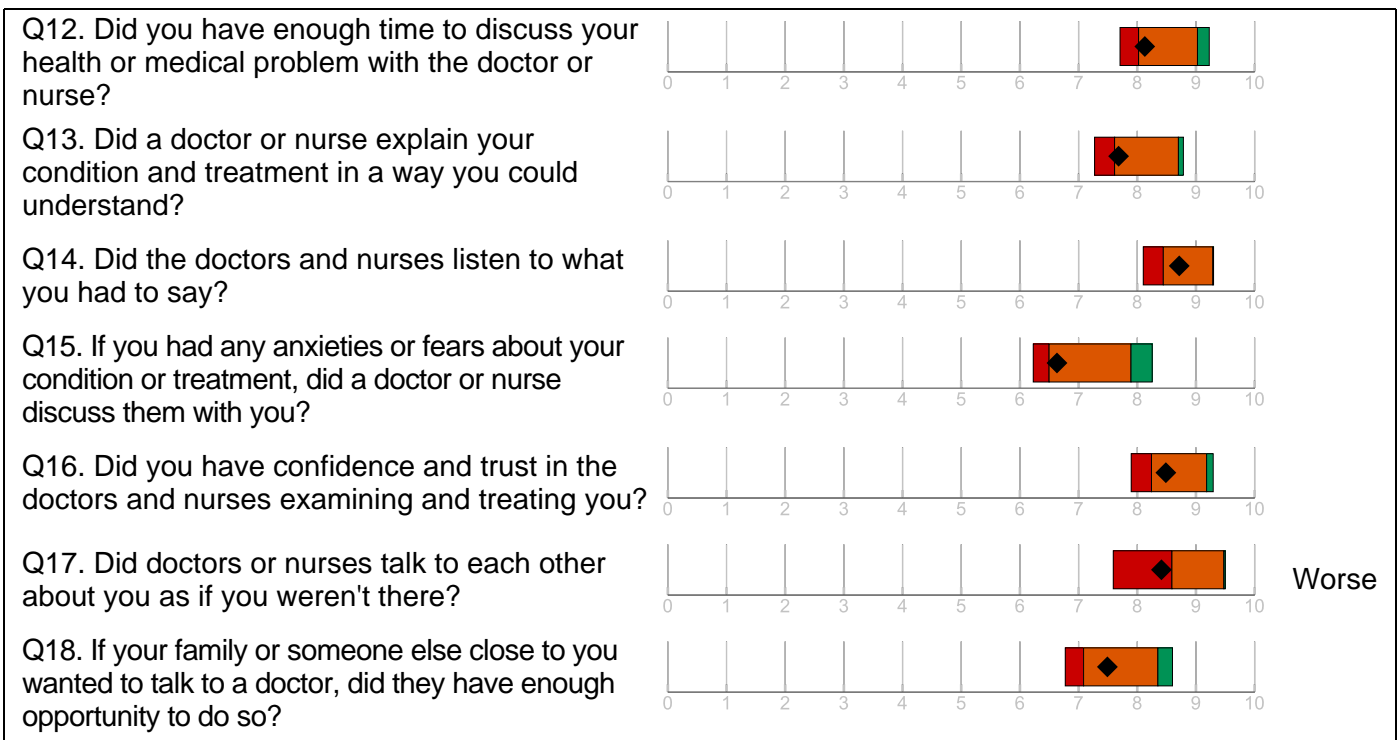 Q12. Did you have enough time to discuss your
health or medical problem with the doctor or
nurse?
0 1 2 3 4 5 6 7 8 9 10
Q13. Did a doctor or nurse explain your
condition and treatment in a way you could
understand?
0 1 2 3 4 5 6 7 8 9 10
Q14. Did the doctors and nurses listen to what
you had to say?
0 1 2 3 4 5 6 7 8 9 10
Q15. If you had any anxieties or fears about your
condition or treatment, did a doctor or nurse
discuss them with you?
0 1 2 3 4 5 6 7 8 9 10
Q16. Did you have confidence and trust in the
doctors and nurses examining and treating you?
0 1 2 3 4 5 6 7 8 9 10
Q17. Did doctors or nurses talk to each other
about you as if you weren't there?
0 1 2 3 4 5 6 7 8 9 10
Worse
Q18. If your family or someone else close to you
wanted to talk to a doctor, did they have enough
opportunity to do so?
0 1 2 3 4 5 6 7 8 9 10